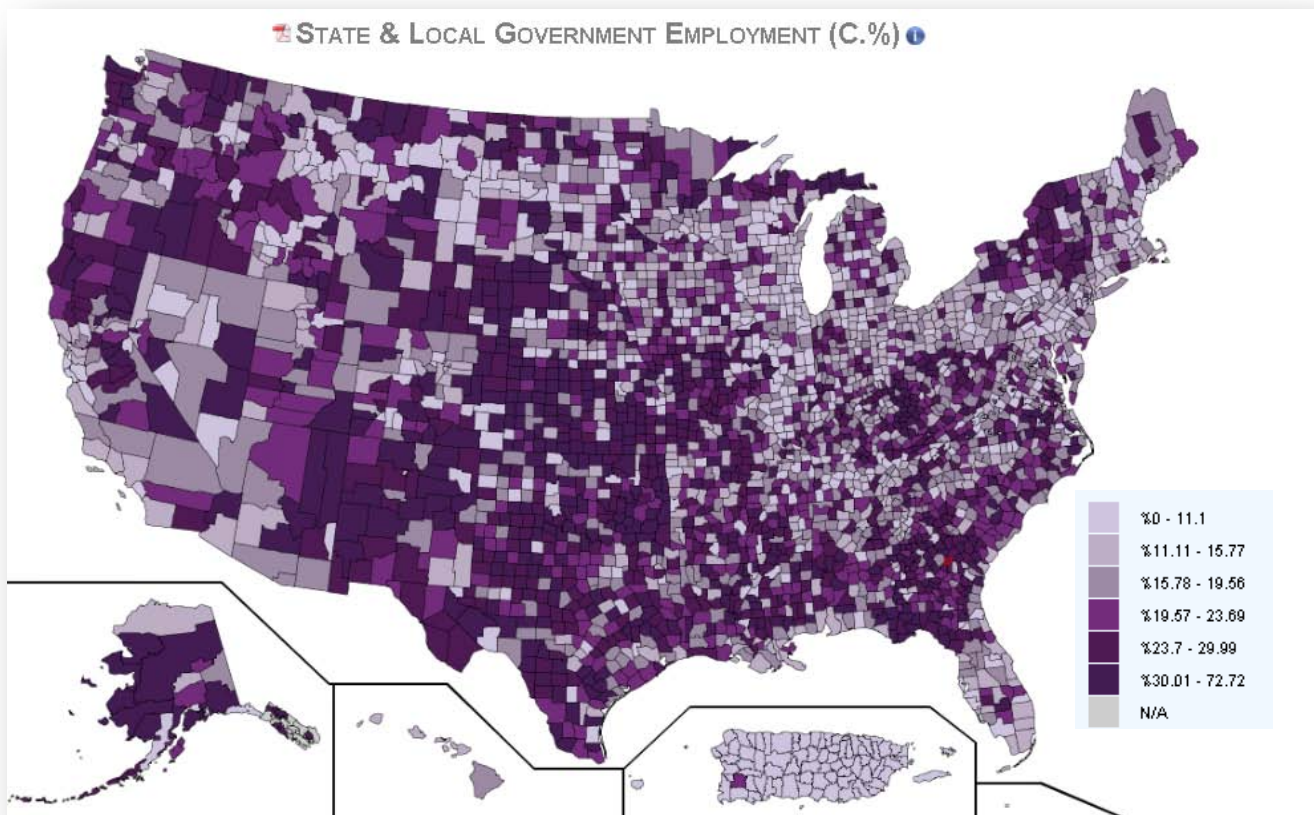 STATE & LOCAL GOVERNMENT EMPLOYMENT (C.%)
%0 - 11.1
%11.11 - 15.77
%15.78 - 19.56
%19.57 - 23.69
%23.7 - 29.99
%30.01 - 72.72
N/A